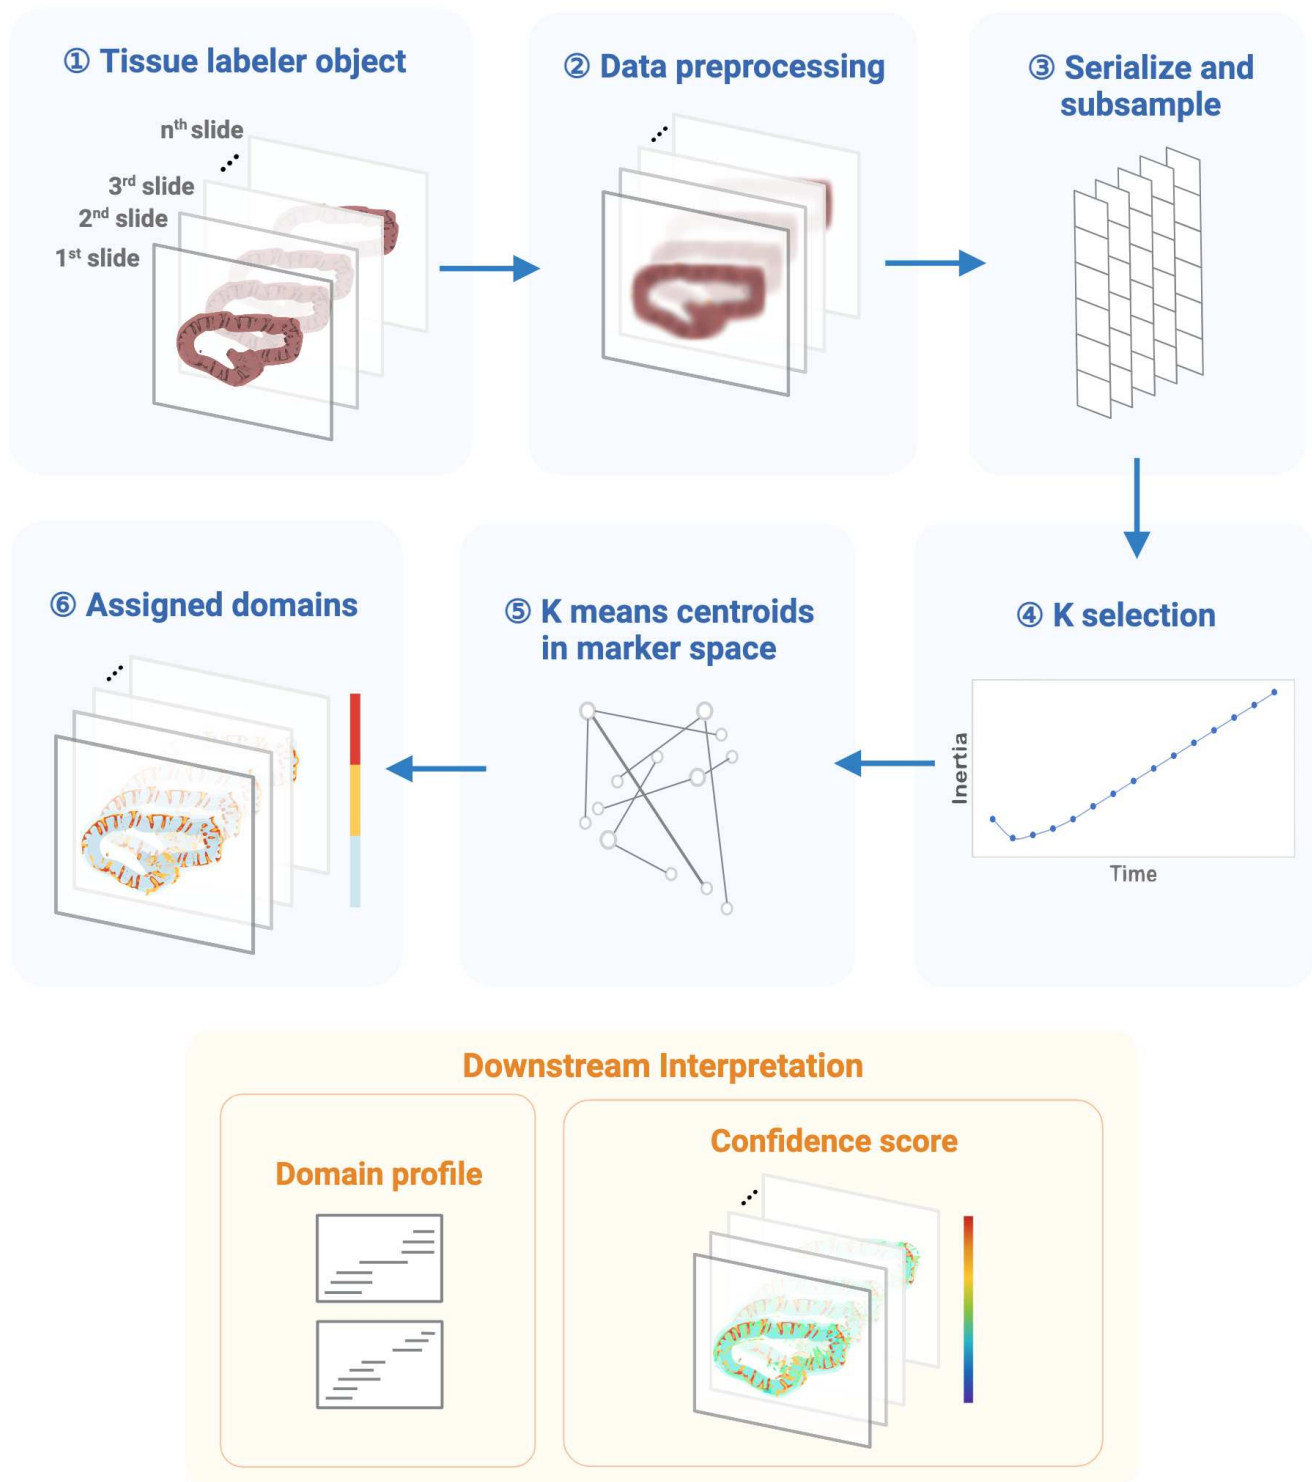 ① Tissue labeler object
nth slide
3rd slide
2nd slide
1st slide
② Data preprocessing
③ Serialize and
subsample
④ K selection
Inertia
Time
⑤ K means centroids
in marker space
⑥ Assigned domains
Downstream Interpretation
Domain profile
Confidence score